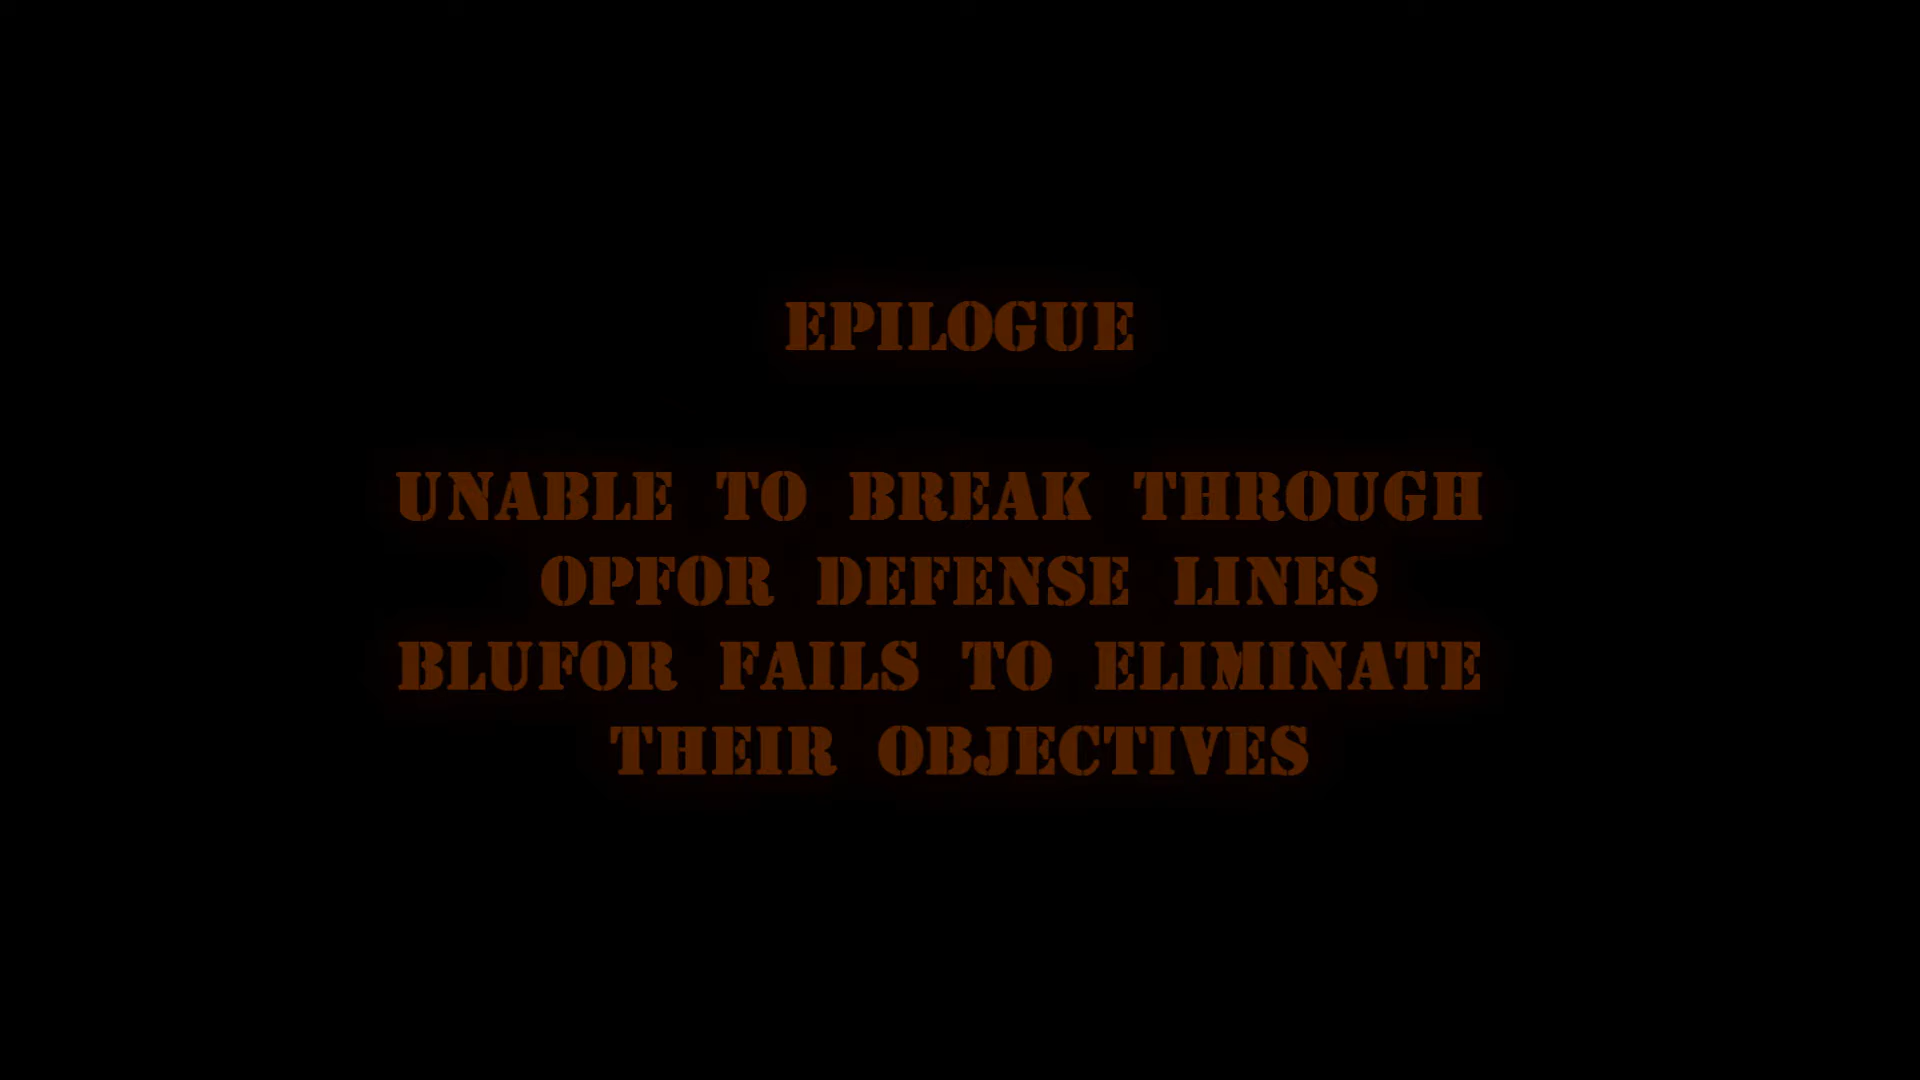 EPILOGUE
UNABLE TO BREAK THROUGH
OPFOR DEFENSE LINES
BLUFOR FAILS TO ELIMINATE
THEIR OBJECTIVES